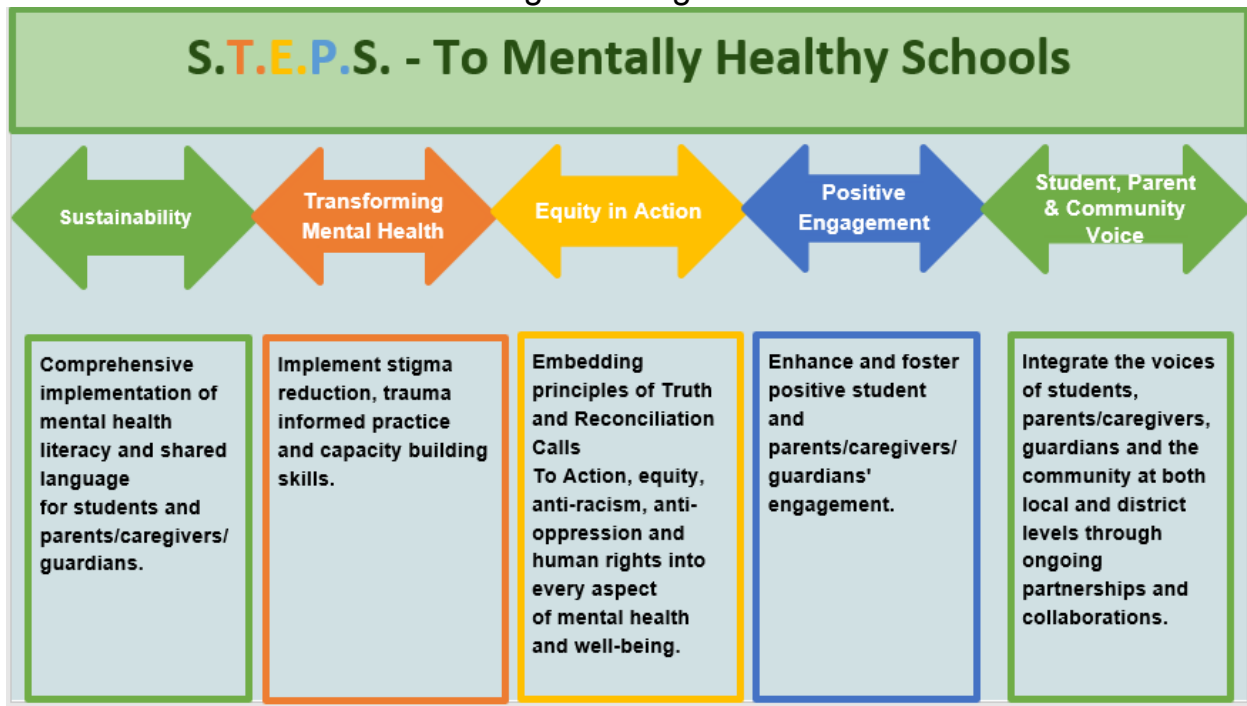 S.T.E.P.S. - To Mentally Healthy Schools
Sustainability
Transforming
Mental Health
Equity in Action
Positive
Engagement
Student, Parent
& Community
Voice
Comprehensive
implementation of
mental health
literacy and shared
language
for students and
parents/caregivers/
guardians.
Implement stigma
reduction, trauma
informed practice
and capacity building
skills.
Embedding
principles of Truth
and Reconciliation
Calls
To Action, equity,
anti-racism, anti-
oppression and
human rights into
every aspect
of mental health
and well-being.
Enhance and foster
positive student
and
parents/caregivers/
guardians'
engagement.
Integrate the voices
of students,
parents/caregivers,
guardians and the
community at both
local and district
levels through
ongoing
partnerships and
collaborations.